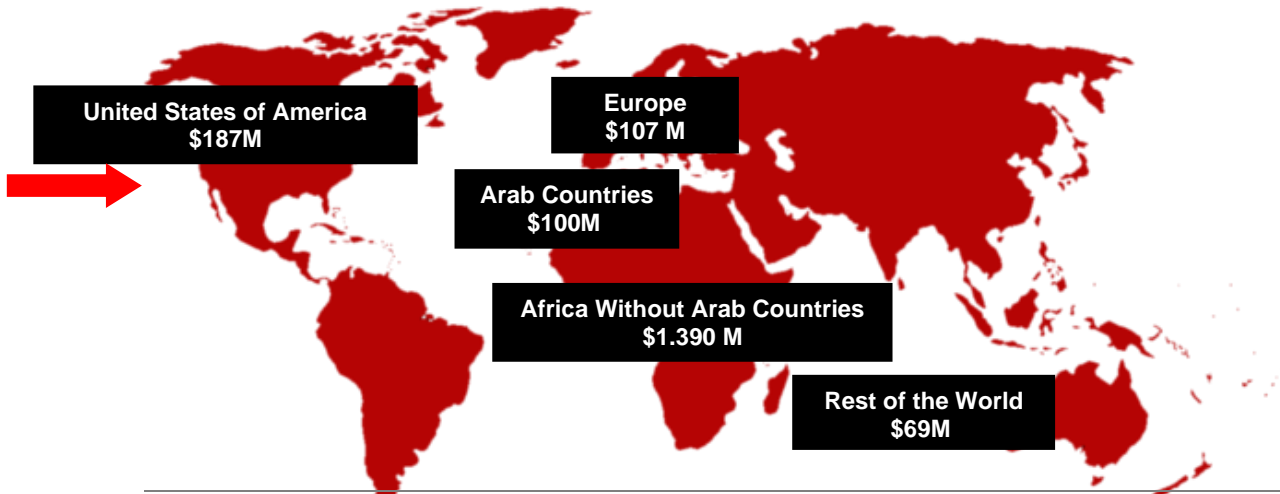 United States of America
$187M
Europe
$107 M
Arab Countries
$100M
Africa Without Arab Countries
$1.390 M
Rest of the World
$69M